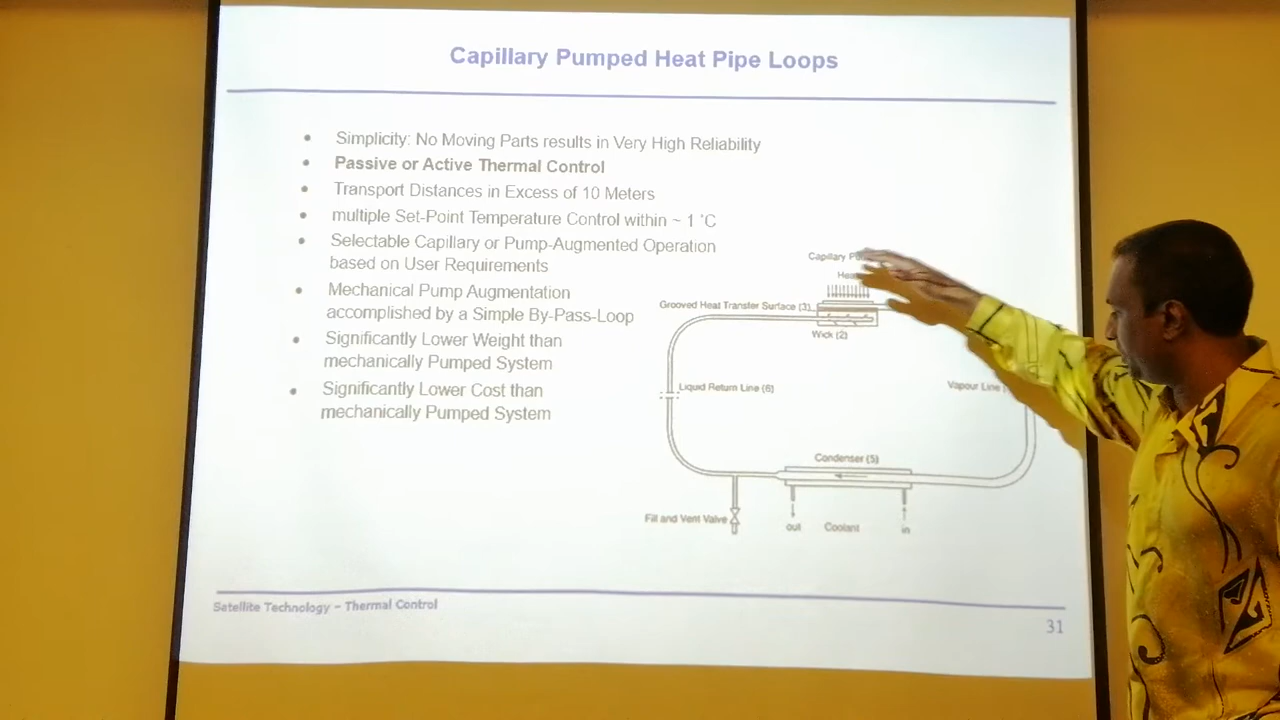 Capillary Pumped Heat Pipe Loops
• Simplicity: No Moving Parts results in Very High Reliability
• Passive or Active Thermal Control
• Transport Distances in Excess of 10 Meters
• multiple Set-Point Temperature Control within ~ 1 °C
• Selectable Capillary or Pump-Augmented Operation
based on User Requirements
• Mechanical Pump Augmentation
accomplished by a Simple By-Pass-Loop
• Significantly Lower Weight than
mechanically Pumped System
• Significantly Lower Cost than
mechanically Pumped System
Capillary
Grooved Heat Transfer Surface (3)
Wick (2)
Liquid Return Line (6)
Vapour Line
Condenser (5)
Fill and Vent Valve
out Coolant in
Satellite Technology – Thermal Control
31